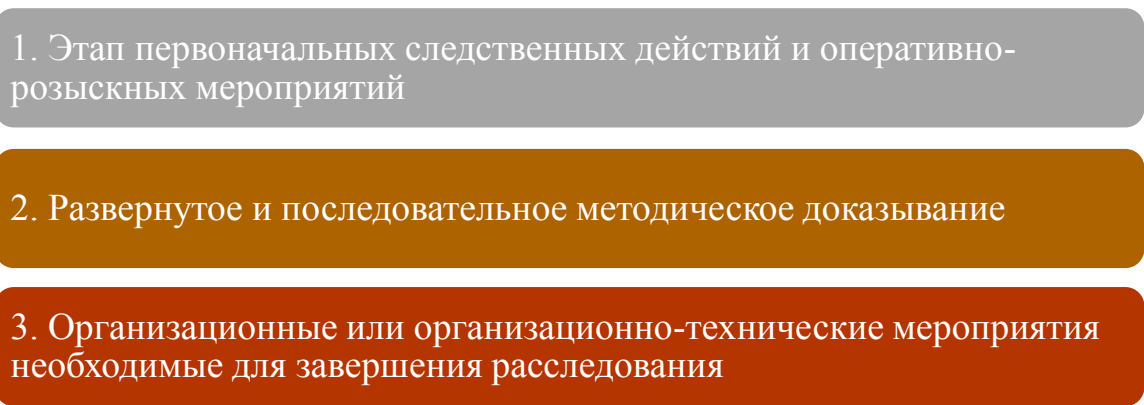 1. Этап первоначальных следственных действий и оперативно-
розыскных мероприятий
2. Развернутое и последовательное методическое доказывание
3. Организационные или организационно-технические мероприятия
необходимые для завершения расследования